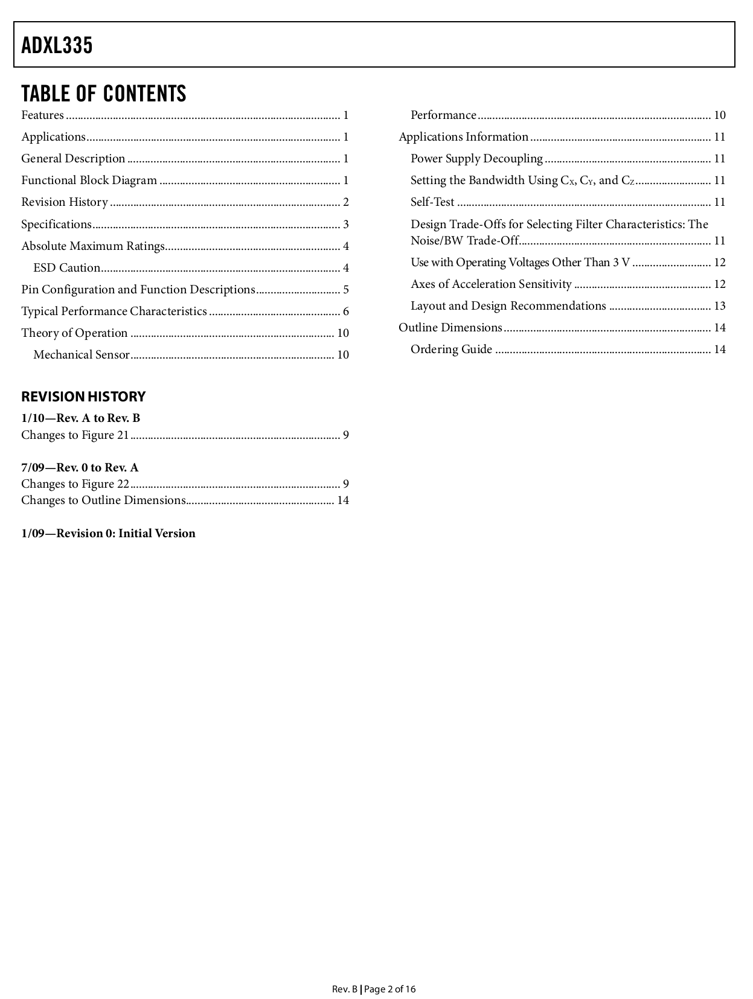 ADXL335
TABLE OF CONTENTS
Features .............................................................................................. 1
Applications ....................................................................................... 1
General Description ......................................................................... 1
Functional Block Diagram .............................................................. 1
Revision History ............................................................................... 2
Specifications ..................................................................................... 3
Absolute Maximum Ratings ............................................................ 4
ESD Caution .................................................................................. 4
Pin Configuration and Function Descriptions ............................. 5
Typical Performance Characteristics ............................................. 6
Theory of Operation ...................................................................... 10
Mechanical Sensor ...................................................................... 10
Performance ................................................................................ 10
Applications Information .............................................................. 11
Power Supply Decoupling ......................................................... 11
Setting the Bandwidth Using CX, CY, and CZ .......................... 11
Self-Test ....................................................................................... 11
Design Trade-Offs for Selecting Filter Characteristics: The
Noise/BW Trade-Off .................................................................. 11
Use with Operating Voltages Other Than 3 V ........................... 12
Axes of Acceleration Sensitivity ............................................... 12
Layout and Design Recommendations ................................... 13
Outline Dimensions ....................................................................... 14
Ordering Guide .......................................................................... 14
REVISION HISTORY
1/10—Rev. A to Rev. B
Changes to Figure 21 ........................................................................ 9
7/09—Rev. 0 to Rev. A
Changes to Figure 22 ........................................................................ 9
Changes to Outline Dimensions ................................................... 14
1/09—Revision 0: Initial Version
Rev. B | Page 2 of 16